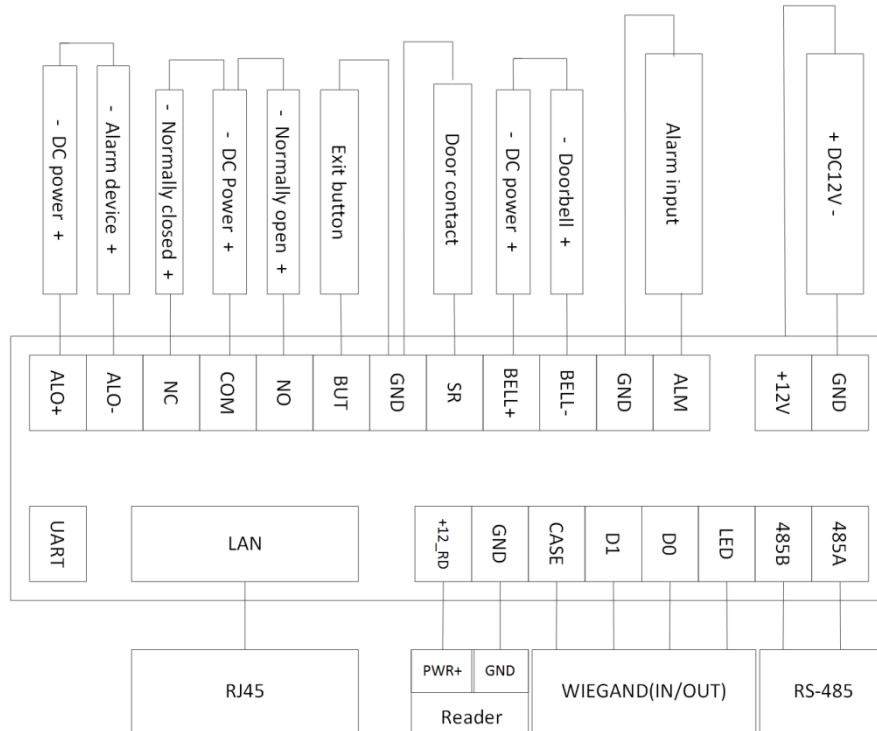 - DC power +
- Alarm device +
- Normally closed +
- DC Power +
- Normally open +
Exit button
Door contact
- DC power +
- Doorbell +
Alarm input
+ DC12V -
ALO+
ALO-
NC
COM
NO
BUT
GND
SR
BELL+
BELL-
GND
ALM
+12V
GND
UART
LAN
+12_RD
GND
CASE
D1
D0
LED
485B
485A
RJ45
PWR+
GND
Reader
WIEGAND(IN/OUT)
RS-485